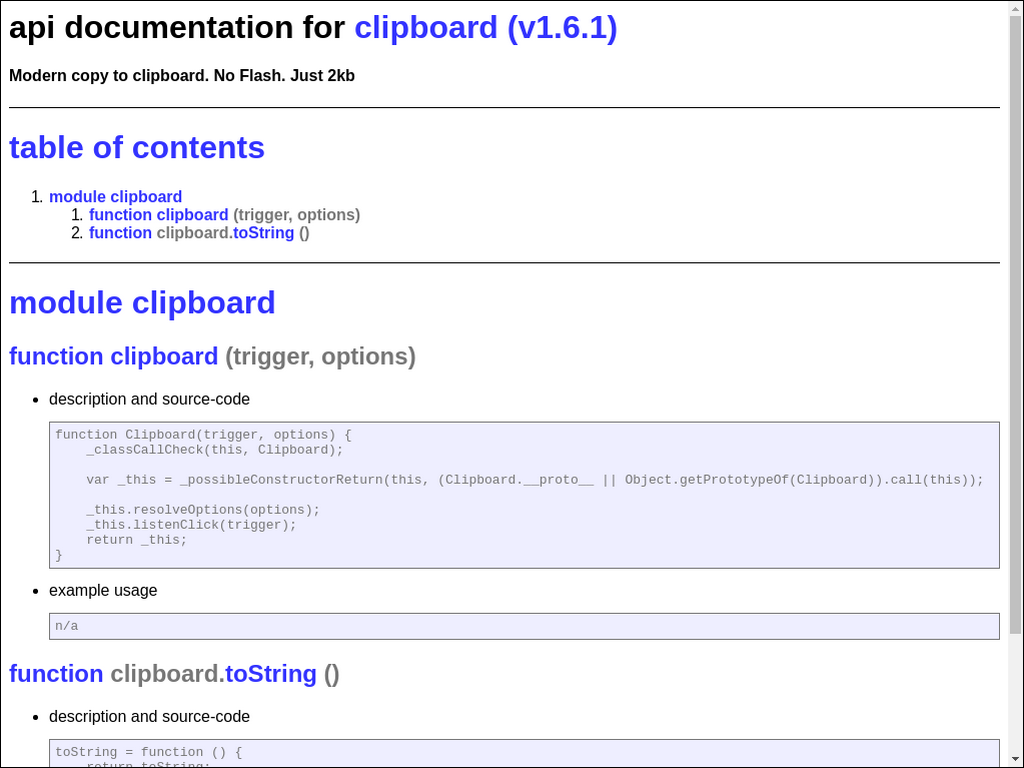 api documentation for clipboard (v1.6.1)
Modern copy to clipboard. No Flash. Just 2kb
table of contents
1. module clipboard
1. function clipboard (trigger, options)
2. function clipboard.toString ()
module clipboard
function clipboard (trigger, options)
• description and source-code
function Clipboard(trigger, options) {
    _classCallCheck(this, Clipboard);
    var _this = _possibleConstructorReturn(this, (Clipboard.__proto__ || Object.getPrototypeOf(Clipboard)).call(this));
    _this.resolveOptions(options);
    _this.listenClick(trigger);
    return _this;
}
• example usage
n/a
function clipboard.toString ()
• description and source-code
toString = function () {
    return toString;